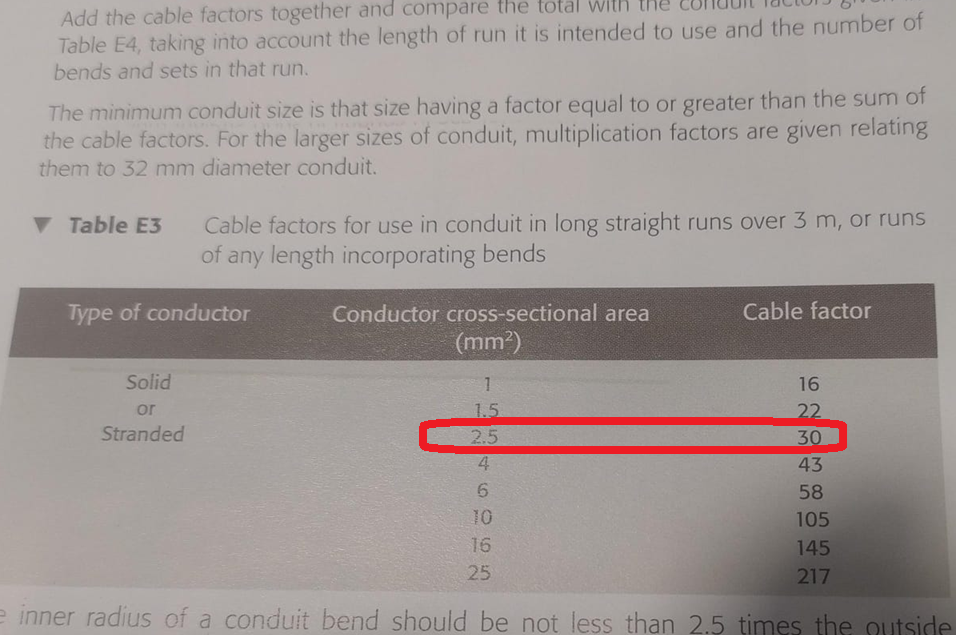 Add the cable factors together and compare the total with the conduit factors
Table E4, taking into account the length of run it is intended to use and the number of
bends and sets in that run.
The minimum conduit size is that size having a factor equal to or greater than the sum of
the cable factors. For the larger sizes of conduit, multiplication factors are given relating
them to 32 mm diameter conduit.
▼ Table E3 Cable factors for use in conduit in long straight runs over 3 m, or runs
of any length incorporating bends
Type of conductor Conductor cross-sectional area Cable factor
(mm²)
Solid 1 16
or 1.5 22
Stranded 2.5 30
4 43
6 58
10 105
16 145
25 217
inner radius of a conduit bend should be not less than 2.5 times the outside